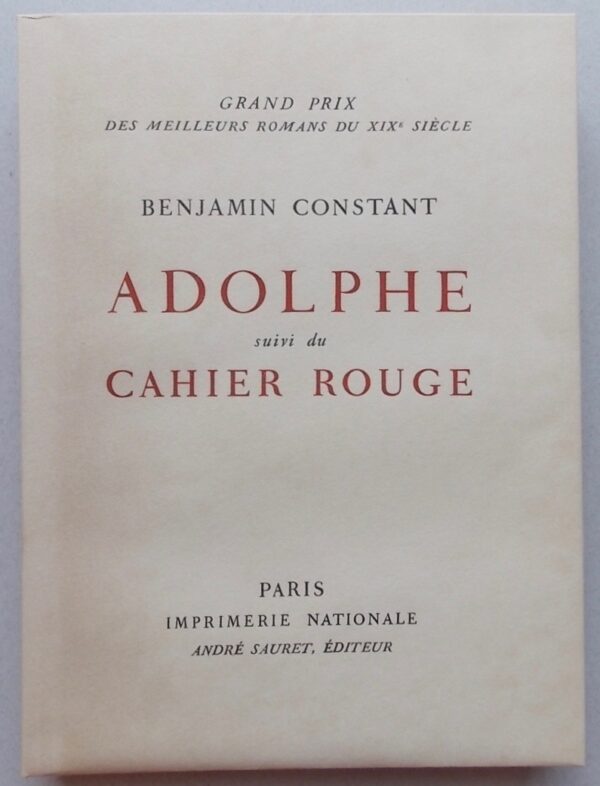 GRAND PRIX
DES MEILLEURS ROMANS DU XIXᴱ SIÈCLE
BENJAMIN CONSTANT
ADOLPHE
suivi du
CAHIER ROUGE
PARIS
IMPRIMERIE NATIONALE
ANDRÉ SAURET, ÉDITEUR